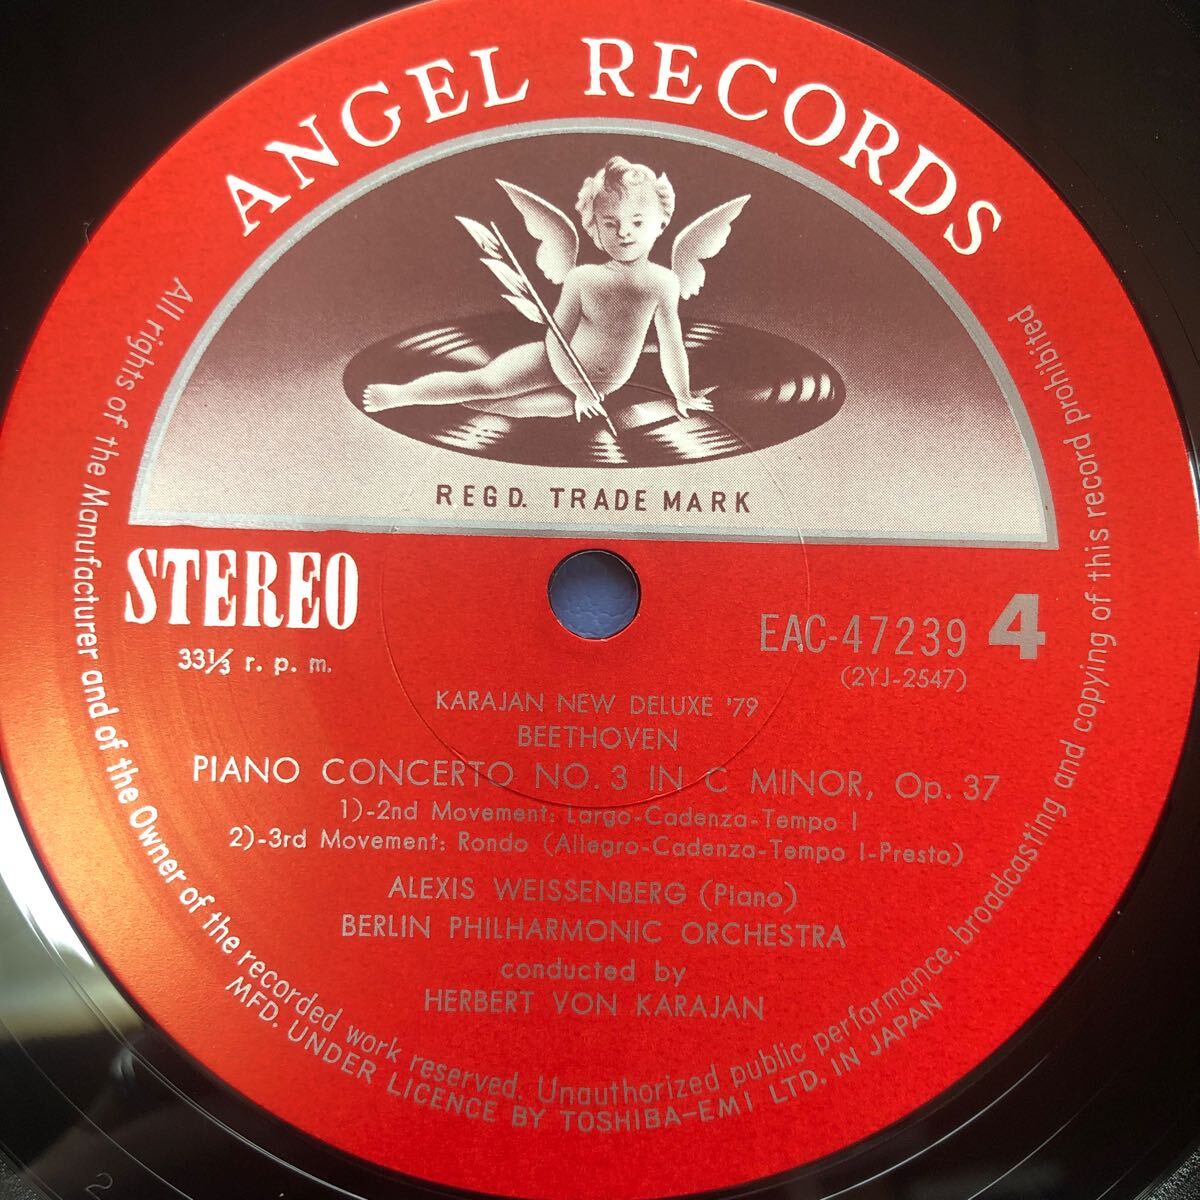 ANGEL RECORDS
REGD. TRADE MARK
STEREO
33⅓ r. p. m.
EAC-47239 4
(2YJ-2547)
KARAJAN NEW DELUXE '79
BEETHOVEN
PIANO CONCERTO NO. 3 IN C MINOR, Op. 37
1)-2nd Movement: Largo-Cadenza-Tempo I
2)-3rd Movement: Rondo (Allegro-Cadenza-Tempo I-Presto)
ALEXIS WEISSENBERG (Piano)
BERLIN PHILHARMONIC ORCHESTRA
conducted by
HERBERT VON KARAJAN
All rights of the Manufacturer and of the Owner of the recorded work reserved. Unauthorized public performance, broadcasting and copying of this record prohibited
MFD. UNDER LICENCE BY TOSHIBA-EMI LTD. IN JAPAN
2